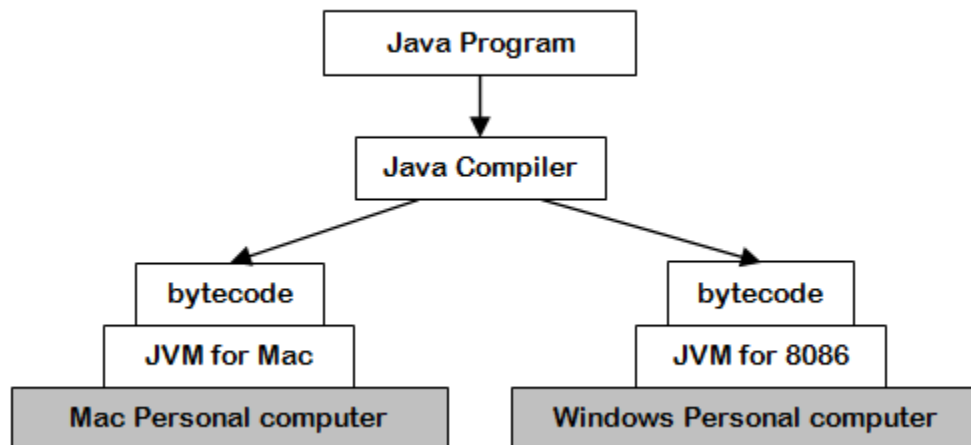 Java Program
Java Compiler
bytecode
bytecode
JVM for Mac
JVM for 8086
Mac Personal computer
Windows Personal computer